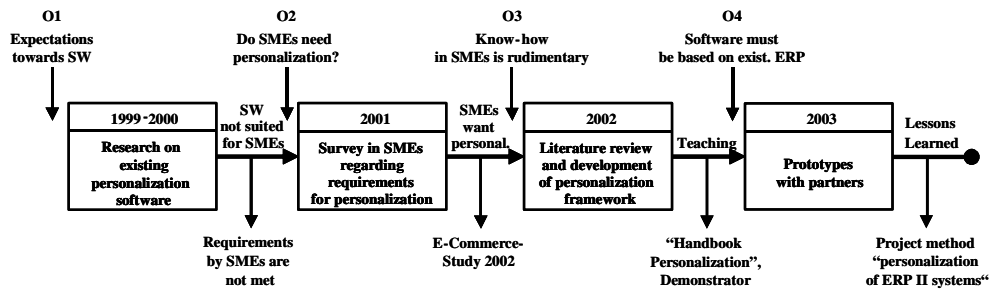 O1
Expectations
towards SW
O2
Do SMEs need
personalization?
O3
Know-how
in SMEs is rudimentary
O4
Software must
be based on exist. ERP
1999-2000
Research on
existing
personalization
software
SW
not suited
for SMEs
2001
Survey in SMEs
regarding
requirements
for personalization
SMEs
want
personal.
2002
Literature review
and development
of personalization
framework
Teaching
2003
Prototypes
with partners
Lessons
Learned
Requirements
by SMEs are
not met
E-Commerce-
Study 2002
“Handbook
Personalization”,
Demonstrator
Project method
“personalization
of ERP II systems“